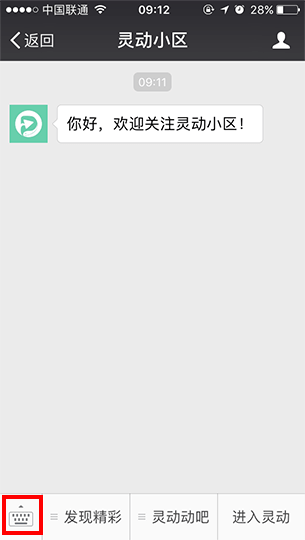 中国联通 09:12 28%
返回 灵动小区
09:11
你好，欢迎关注灵动小区！
发现精彩 灵动动吧 进入灵动